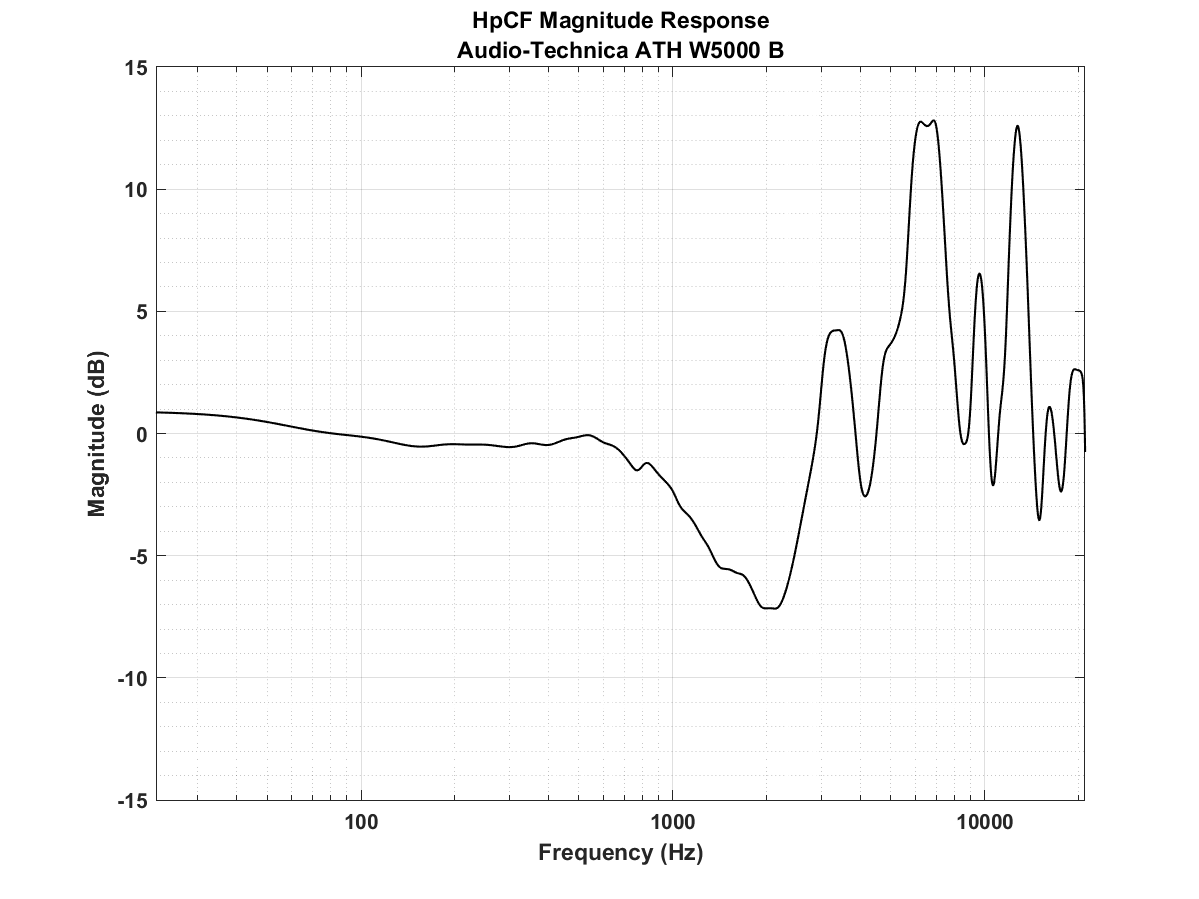 HpCF Magnitude Response
Audio-Technica ATH W5000 B
15
10
5
0
-5
-10
-15
Magnitude (dB)
100
1000
10000
Frequency (Hz)